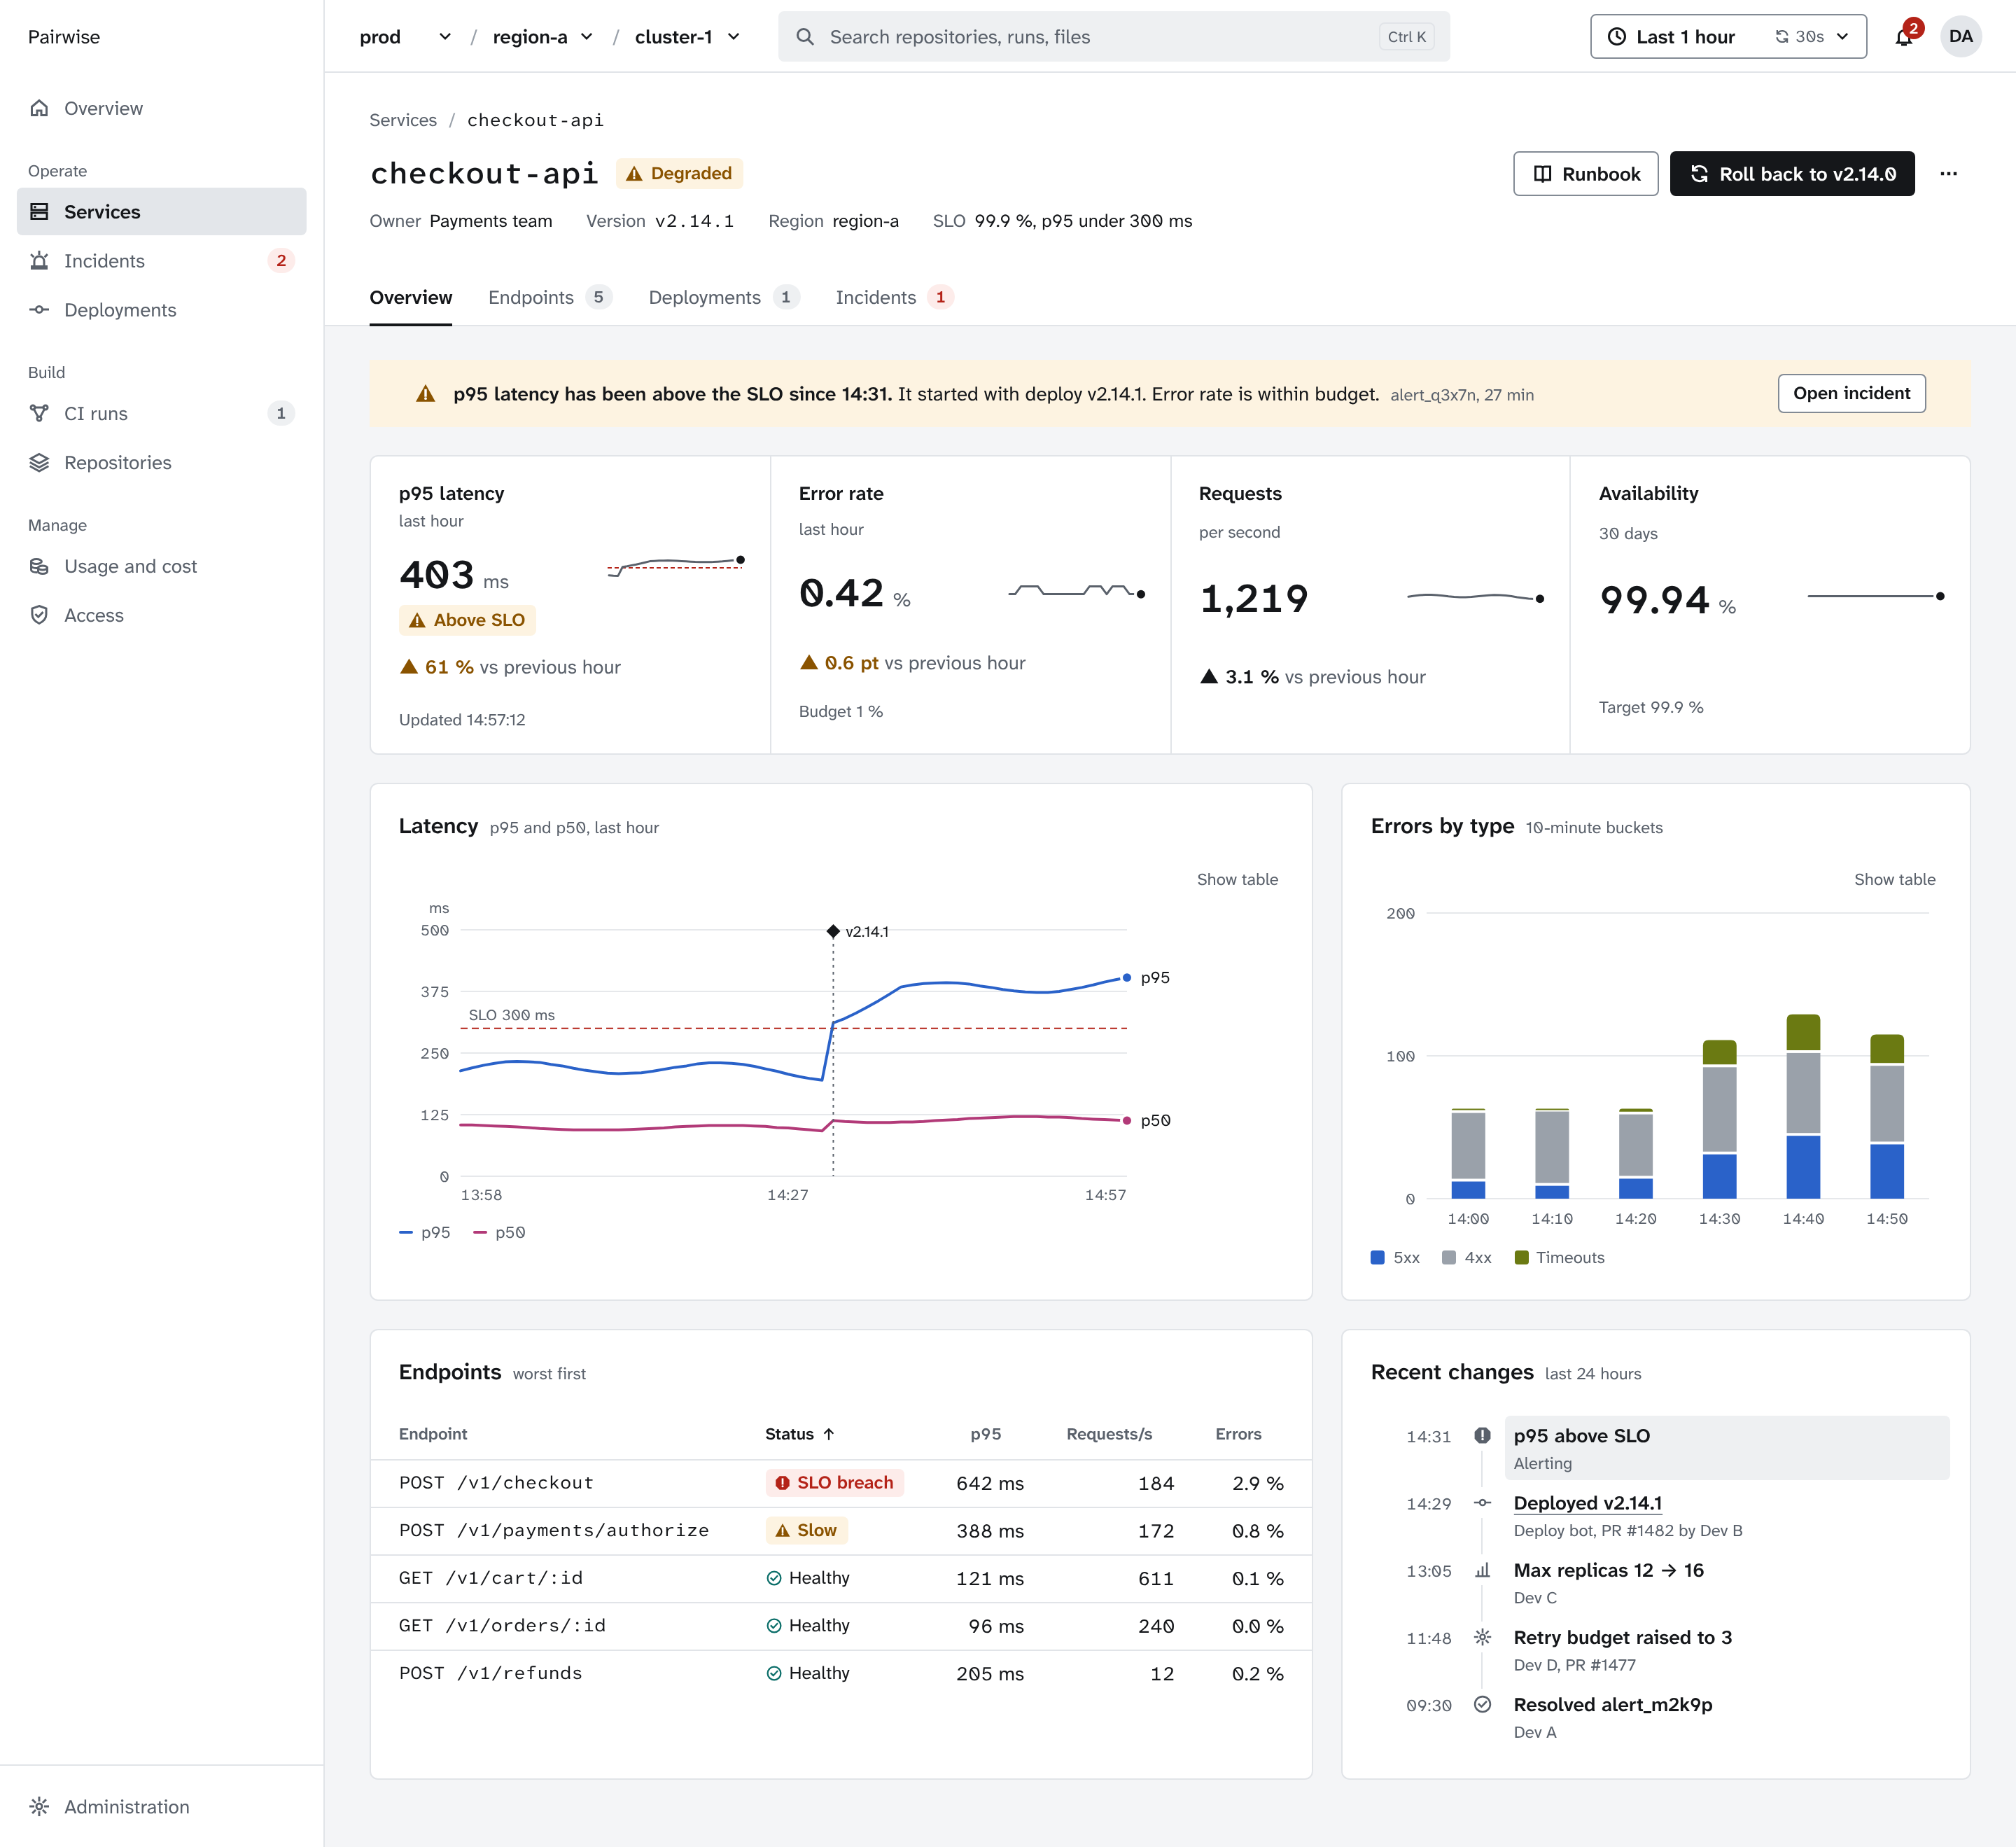 Pairwise
prod / region-a / cluster-1
Search repositories, runs, files Ctrl K
Last 1 hour 30s
2
DA
Overview
Operate
Services
Incidents 2
Deployments
Build
CI runs 1
Repositories
Manage
Usage and cost
Access
Administration
Services / checkout-api
checkout-api Degraded
Runbook
Roll back to v2.14.0
Owner Payments team Version v2.14.1 Region region-a SLO 99.9 %, p95 under 300 ms
Overview Endpoints 5 Deployments 1 Incidents 1
p95 latency has been above the SLO since 14:31. It started with deploy v2.14.1. Error rate is within budget. alert_q3x7n, 27 min
Open incident
p95 latency
last hour
403 ms
Above SLO
61 % vs previous hour
Updated 14:57:12
Error rate
last hour
0.42 %
0.6 pt vs previous hour
Budget 1 %
Requests
per second
1,219
3.1 % vs previous hour
Availability
30 days
99.94 %
Target 99.9 %
Latency p95 and p50, last hour
Show table
ms
500
v2.14.1
p95
375
SLO 300 ms
250
125
p50
0
13:58 14:27 14:57
p95 p50
Errors by type 10-minute buckets
Show table
200
100
0
14:00 14:10 14:20 14:30 14:40 14:50
5xx 4xx Timeouts
Endpoints worst first
Endpoint Status p95 Requests/s Errors
POST /v1/checkout SLO breach 642 ms 184 2.9 %
POST /v1/payments/authorize Slow 388 ms 172 0.8 %
GET /v1/cart/:id Healthy 121 ms 611 0.1 %
GET /v1/orders/:id Healthy 96 ms 240 0.0 %
POST /v1/refunds Healthy 205 ms 12 0.2 %
Recent changes last 24 hours
14:31 p95 above SLO
Alerting
14:29 Deployed v2.14.1
Deploy bot, PR #1482 by Dev B
13:05 Max replicas 12 → 16
Dev C
11:48 Retry budget raised to 3
Dev D, PR #1477
09:30 Resolved alert_m2k9p
Dev A